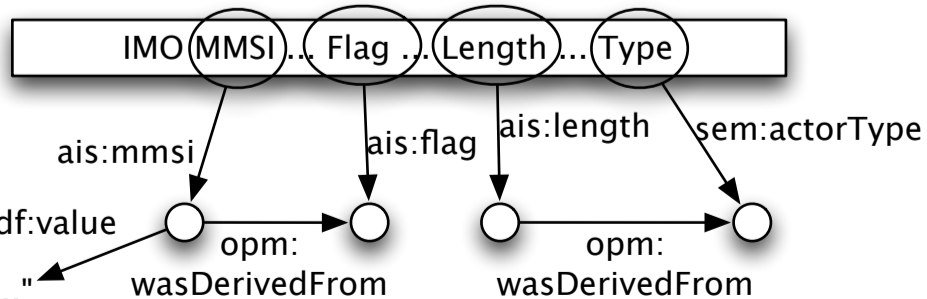 IMO MMSI ... Flag ... Length ... Type
ais:mmsi
ais:flag
ais:length
sem:actorType
df:value
opm:
wasDerivedFrom
opm:
wasDerivedFrom
..."